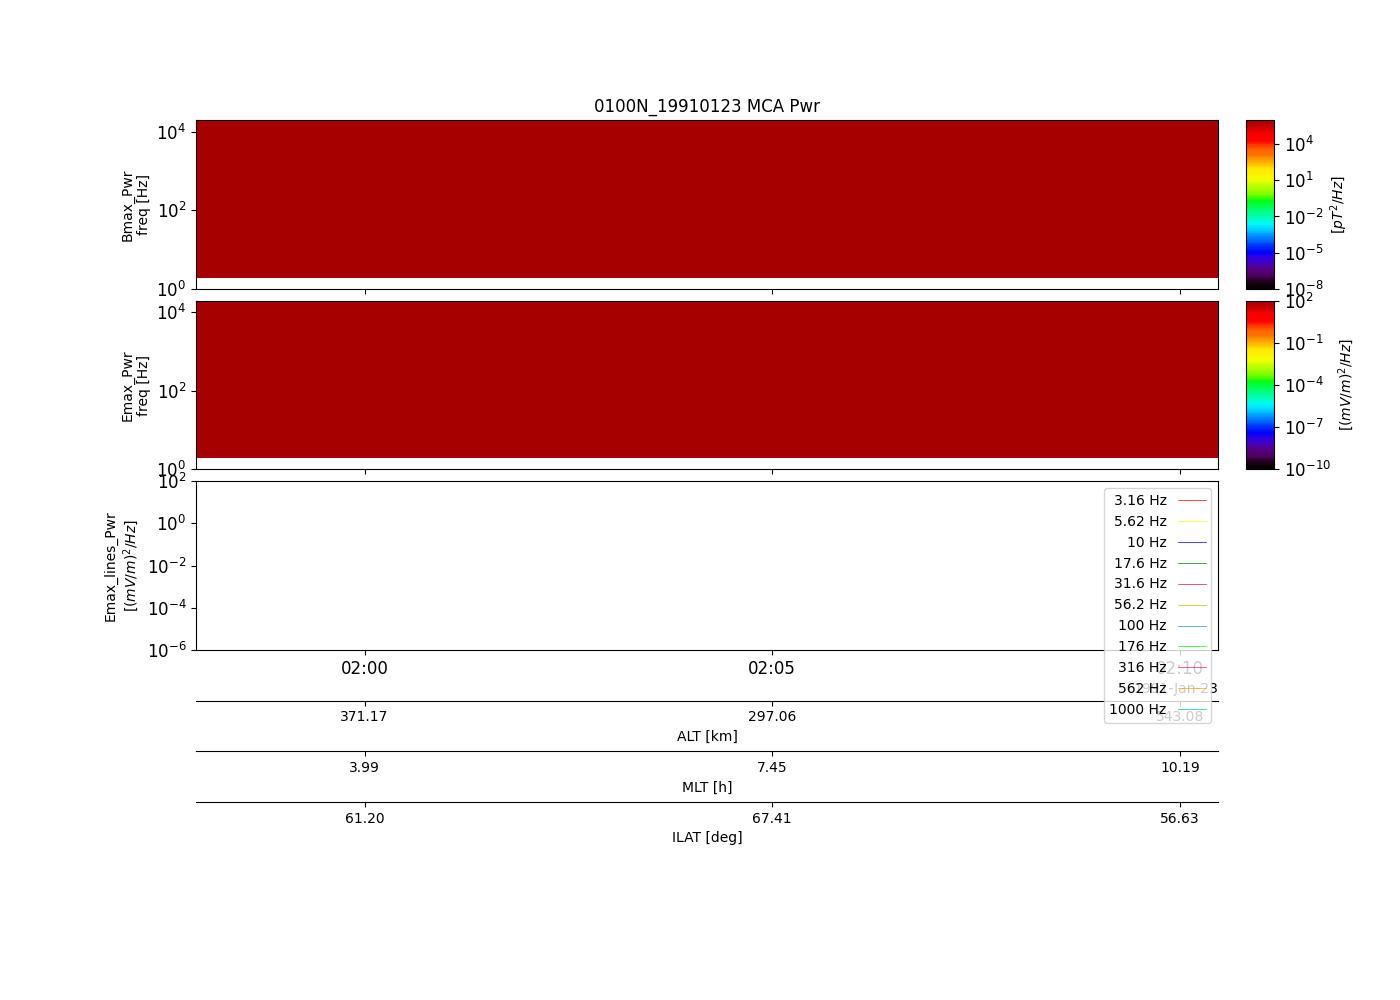 0100N_19910123 MCA Pwr
Bmax_Pwr
freq [Hz]
10^4
10^2
10^0
10^4
10^1
10^-2
10^-5
10^-8
[pT^2/Hz]
Emax_Pwr
freq [Hz]
10^4
10^2
10^0
10^2
10^-1
10^-4
10^-7
10^-10
[(mV/m)^2/Hz]
Emax_lines_Pwr
[(mV/m)^2/Hz]
10^2
10^0
10^-2
10^-4
10^-6
3.16 Hz
5.62 Hz
10 Hz
17.6 Hz
31.6 Hz
56.2 Hz
100 Hz
176 Hz
316 Hz
562 Hz
1000 Hz
02:00 02:05 02:10
371.17 297.06 343.08
ALT [km]
3.99 7.45 10.19
MLT [h]
61.20 67.41 56.63
ILAT [deg]